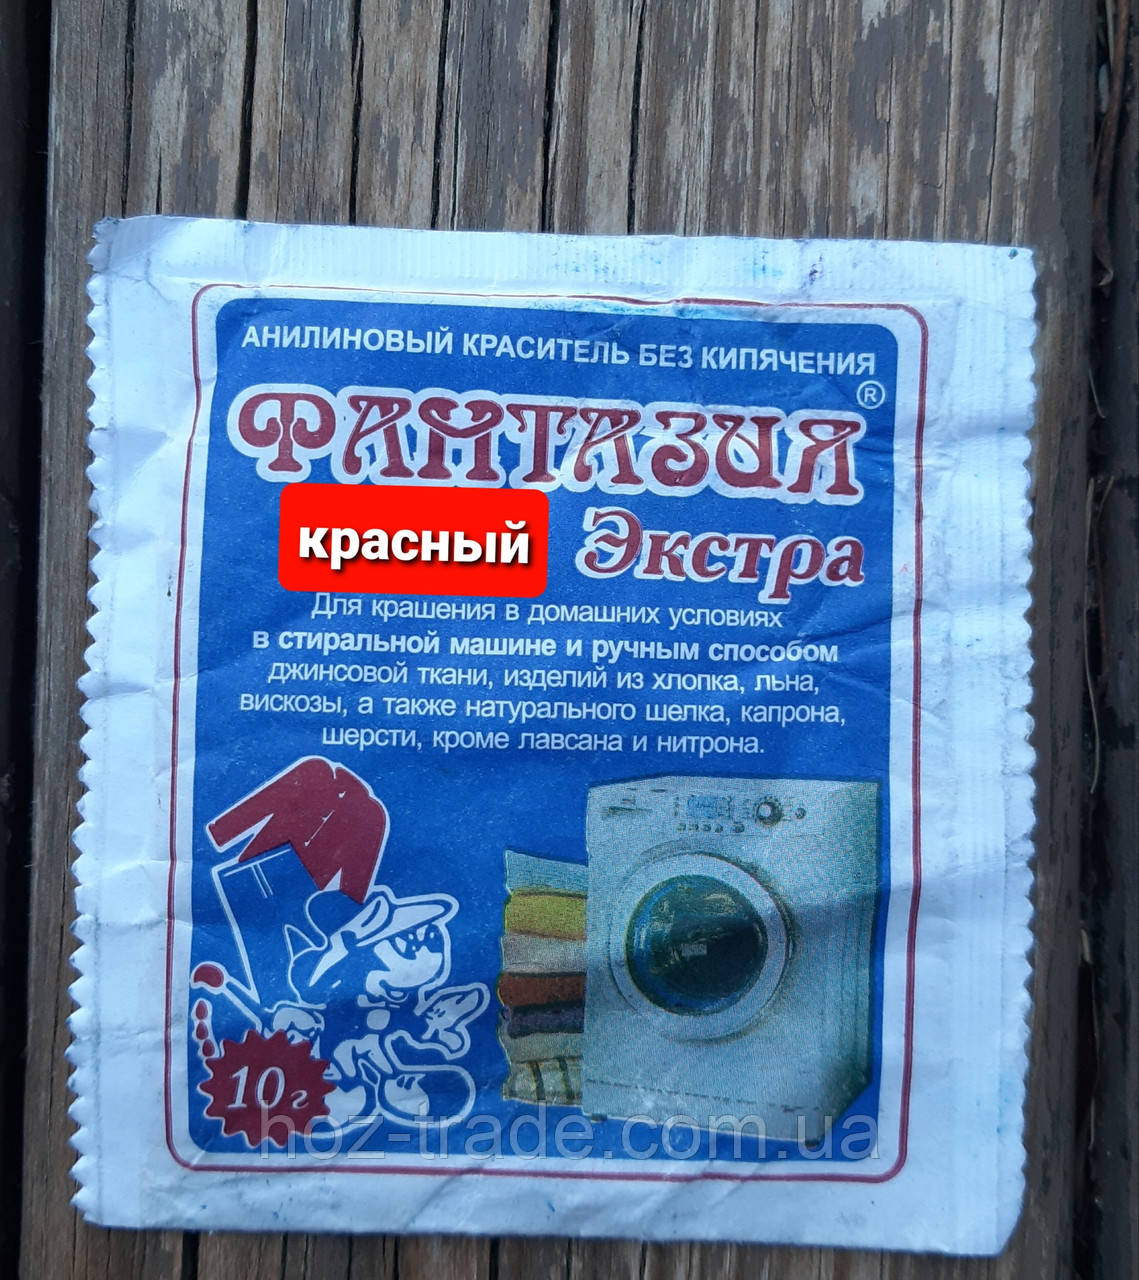 АНИЛИНОВЫЙ КРАСИТЕЛЬ БЕЗ КИПЯЧЕНИЯ
ФАНТАЗИЯ ®
красный Экстра
Для крашения в домашних условиях
в стиральной машине и ручным способом
джинсовой ткани, изделий из хлопка, льна,
вискозы, а также натурального шелка, капрона,
шерсти, кроме лавсана и нитрона.
10г
hoz-trade.com.ua